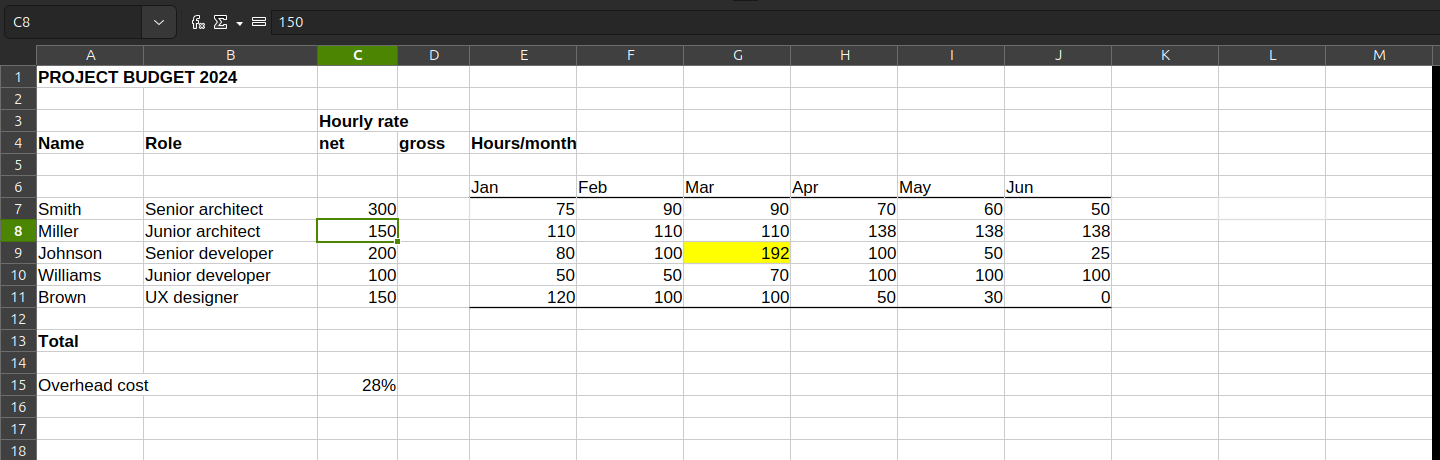 C8 150
A B C D E F G H I J K L M
1 PROJECT BUDGET 2024
2
3 Hourly rate
4 Name Role net gross Hours/month
5
6 Jan Feb Mar Apr May Jun
7 Smith Senior architect 300 75 90 90 70 60 50
8 Miller Junior architect 150 110 110 110 138 138 138
9 Johnson Senior developer 200 80 100 192 100 50 25
10 Williams Junior developer 100 50 50 70 100 100 100
11 Brown UX designer 150 120 100 100 50 30 0
12
13 Total
14
15 Overhead cost 28%
16
17
18